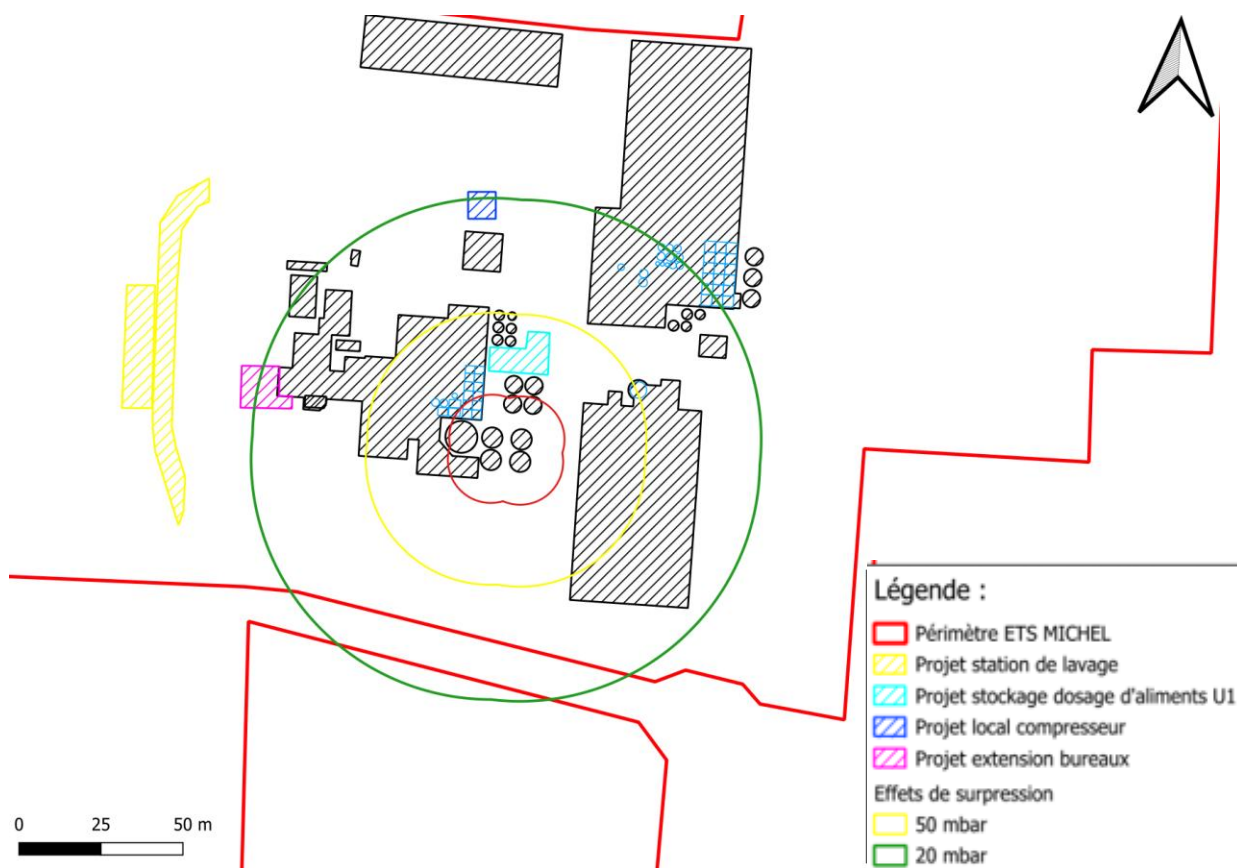 0 25 50 m
Légende :
Périmètre ETS MICHEL
Projet station de lavage
Projet stockage dosage d'aliments U1
Projet local compresseur
Projet extension bureaux
Effets de surpression
50 mbar
20 mbar